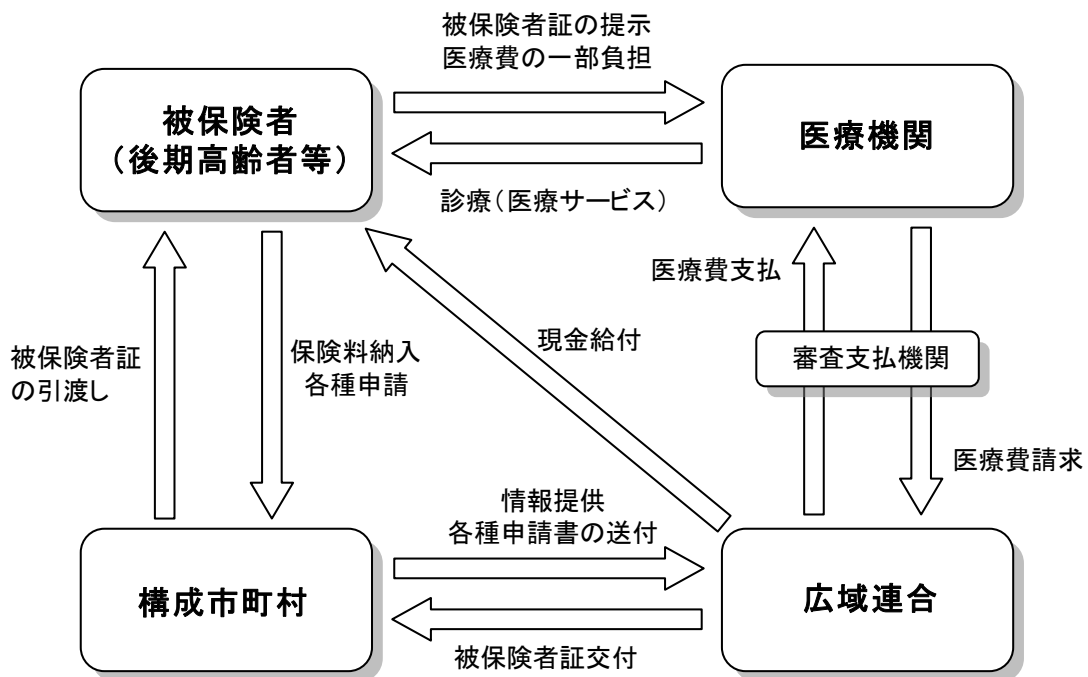 被保険者証の提示
医療費の一部負担
被保険者
（後期高齢者等）
医療機関
診療（医療サービス）
医療費支払
現金給付
審査支払機関
被保険者証
の引渡し
保険料納入
各種申請
医療費請求
情報提供
各種申請書の送付
構成市町村
広域連合
被保険者証交付